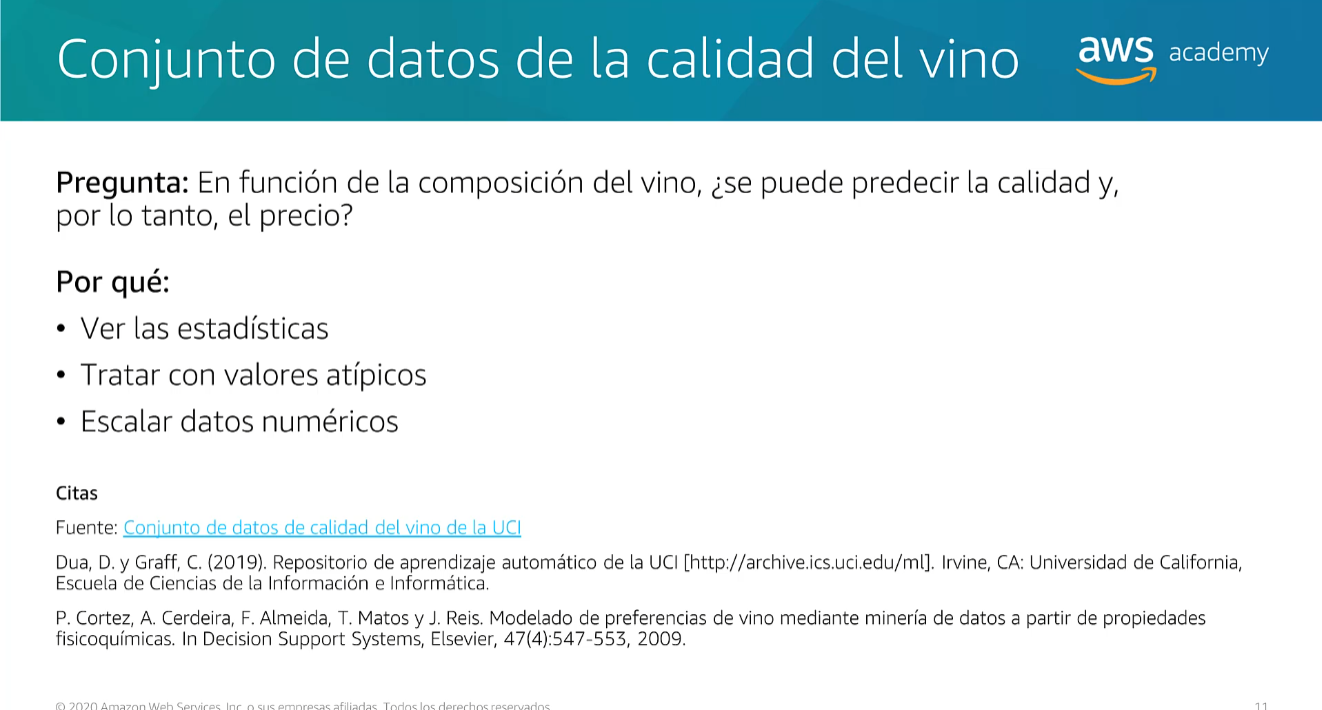 Conjunto de datos de la calidad del vino
aws academy
Pregunta: En función de la composición del vino, ¿se puede predecir la calidad y,
por lo tanto, el precio?
Por qué:
• Ver las estadísticas
• Tratar con valores atípicos
• Escalar datos numéricos
Citas
Fuente: Conjunto de datos de calidad del vino de la UCI
Dua, D. y Graff, C. (2019). Repositorio de aprendizaje automático de la UCI [http://archive.ics.uci.edu/ml]. Irvine, CA: Universidad de California,
Escuela de Ciencias de la Información e Informática.
P. Cortez, A. Cerdeira, F. Almeida, T. Matos y J. Reis. Modelado de preferencias de vino mediante minería de datos a partir de propiedades
fisicoquímicas. In Decision Support Systems, Elsevier, 47(4):547-553, 2009.
© 2020 Amazon Web Services, Inc. o sus empresas afiliadas. Todos los derechos reservados.
11